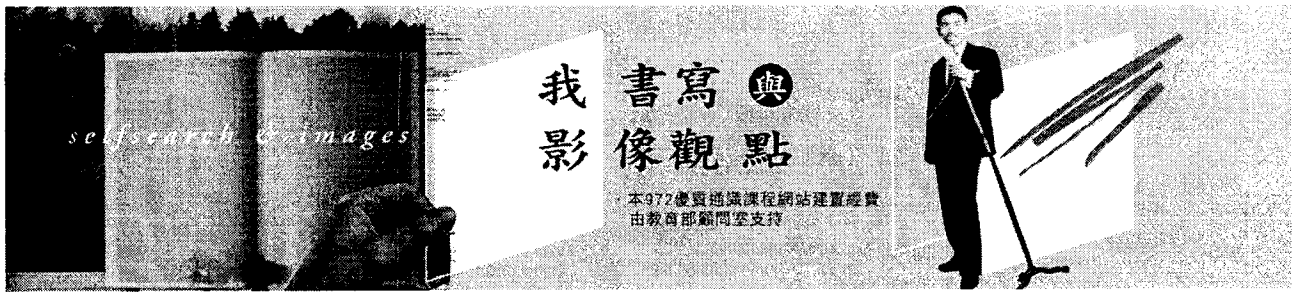 selfsearch & images
我 書寫 與
影 像觀 點
· 本972優質通識課程網站建置經費
由教育部顧問室支持